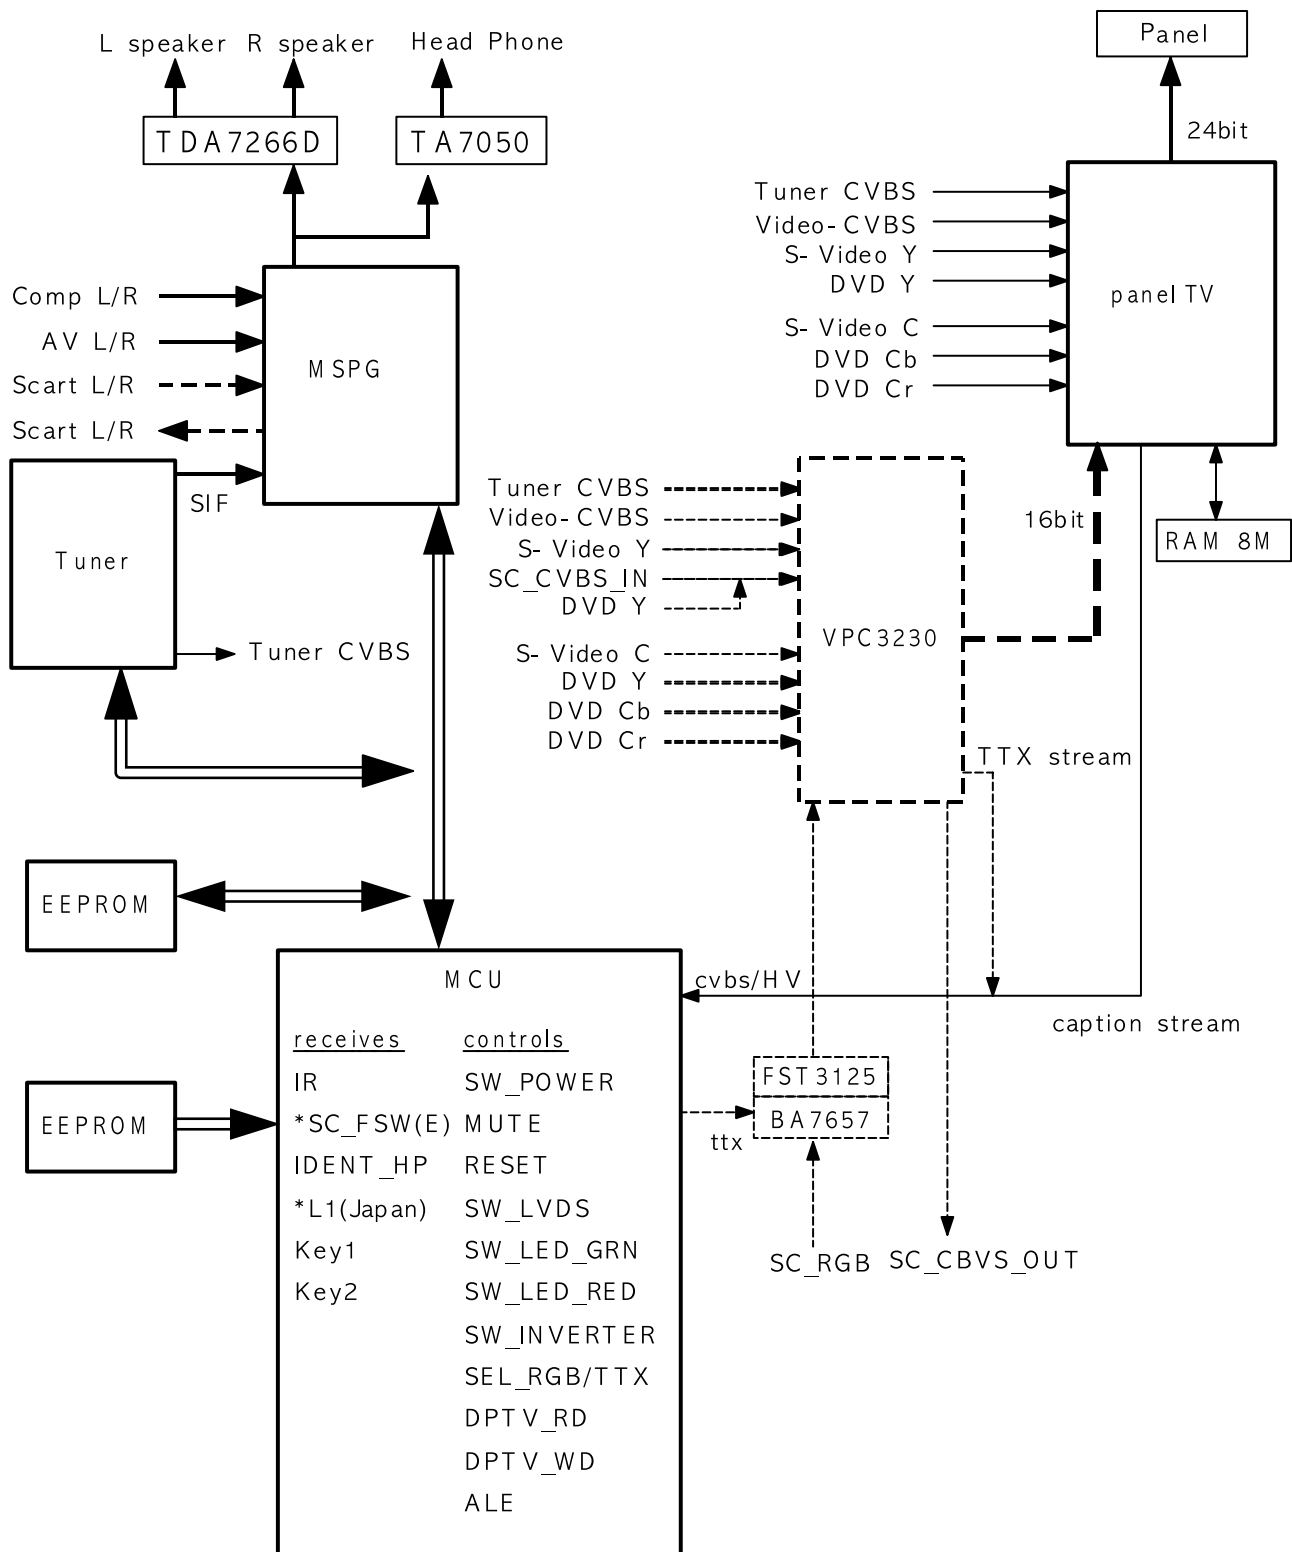 L speaker R speaker
Head Phone
Panel
TDA7266D
TA7050
24bit
Tuner CVBS
Video-CVBS
S-Video Y
DVD Y
S-Video C
DVD Cb
DVD Cr
panel TV
Comp L/R
AV L/R
Scart L/R
Scart L/R
MSPG
SIF
Tuner
Tuner CVBS
Tuner CVBS
Video-CVBS
S-Video Y
SC_CVBS_IN
DVD Y
S-Video C
DVD Y
DVD Cb
DVD Cr
VPC3230
16bit
RAM 8M
TTX stream
EEPROM
MCU
cvbs/HV
caption stream
receives
IR
*SC_FSW(E)
IDENT_HP
*L1(Japan)
Key1
Key2
controls
SW_POWER
MUTE
RESET
SW_LVDS
SW_LED_GRN
SW_LED_RED
SW_INVERTER
SEL_RGB/TTX
DPTV_RD
DPTV_WD
ALE
EEPROM
FST3125
BA7657
ttx
SC_RGB
SC_CBVS_OUT